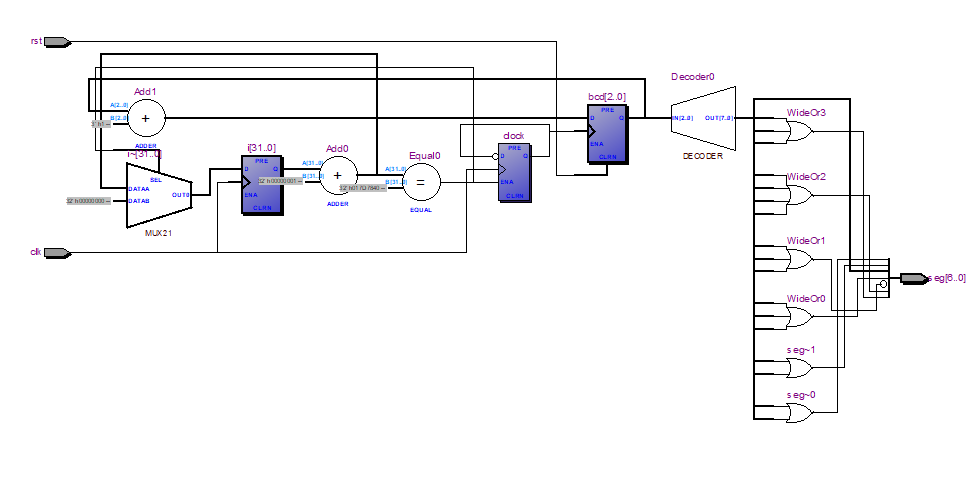 rst
Add1
A[2..0]
B[2..0]
3' h1 --
ADDER
i~[31..0]
SEL
DATAA
DATAB
OUT0
32' h00000000 --
MUX21
clk
i[31..0]
PRE
D
Q
ENA
CLRN
Add0
A[31..0]
B[31..0]
32' h00000001 --
ADDER
Equal0
A[31..0]
B[31..0]
32' h017D7840 --
EQUAL
clock
PRE
D
Q
ENA
CLRN
bcd[2..0]
PRE
D
Q
ENA
CLRN
Decoder0
IN[2..0]
OUT[7..0]
DECODER
WideOr3
WideOr2
WideOr1
WideOr0
seg~1
seg~0
seg[6..0]